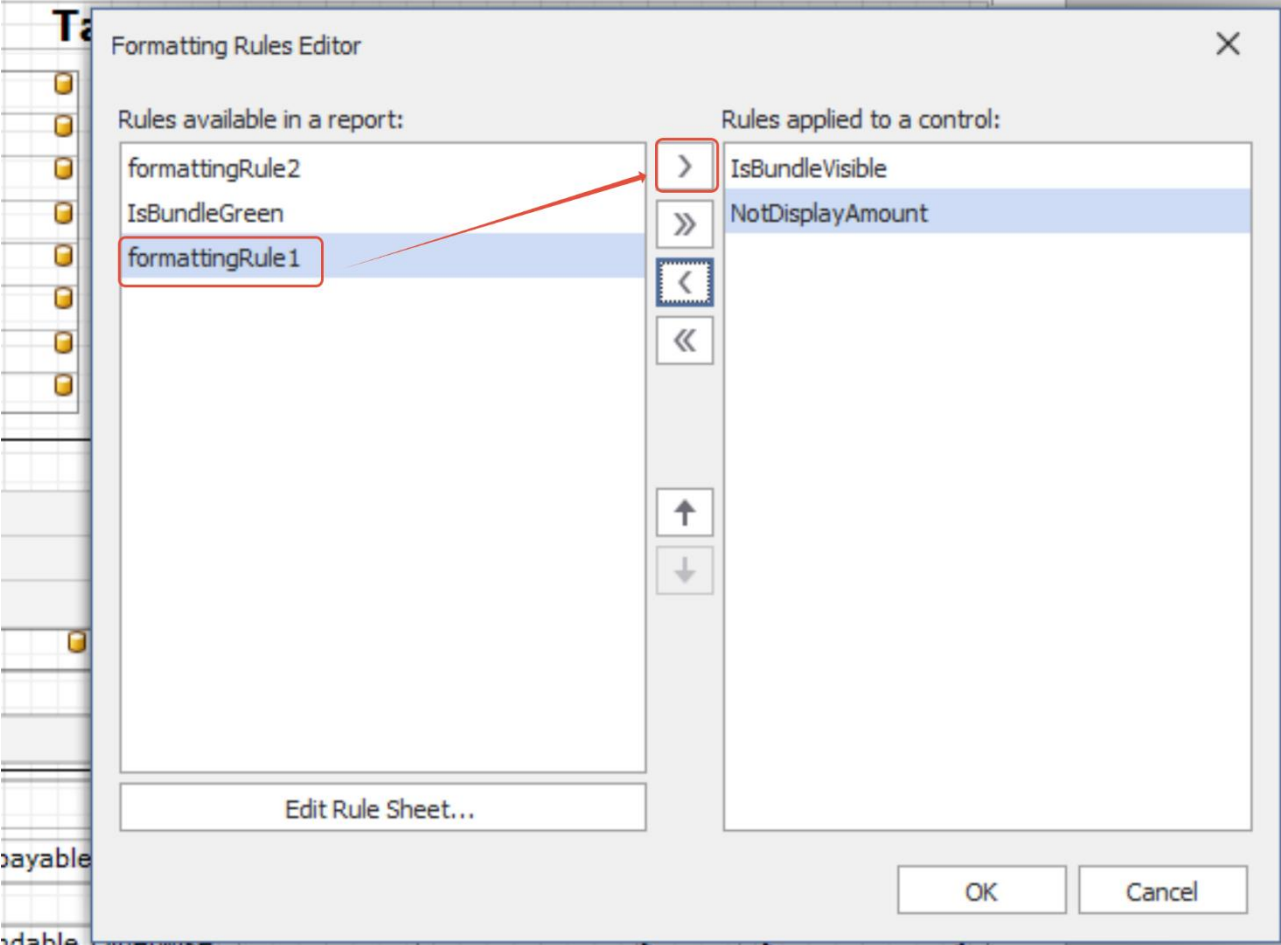 Ta
Formatting Rules Editor
Rules available in a report:
Rules applied to a control:
formattingRule2
IsBundleGreen
formattingRule1
IsBundleVisible
NotDisplayAmount
Edit Rule Sheet...
payable
OK
Cancel